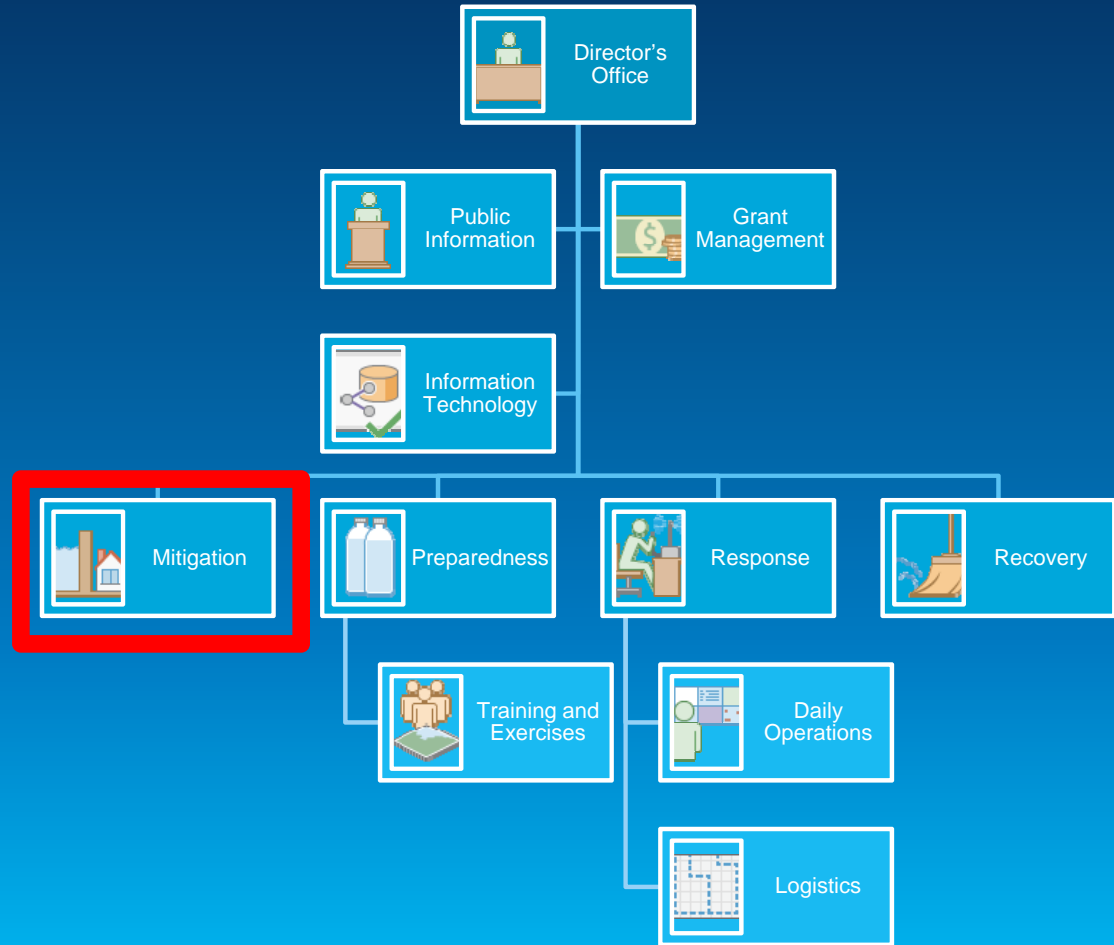 Director's
Office
Public
Information
Grant
Management
Information
Technology
Mitigation
Preparedness
Response
Recovery
Training and
Exercises
Daily
Operations
Logistics